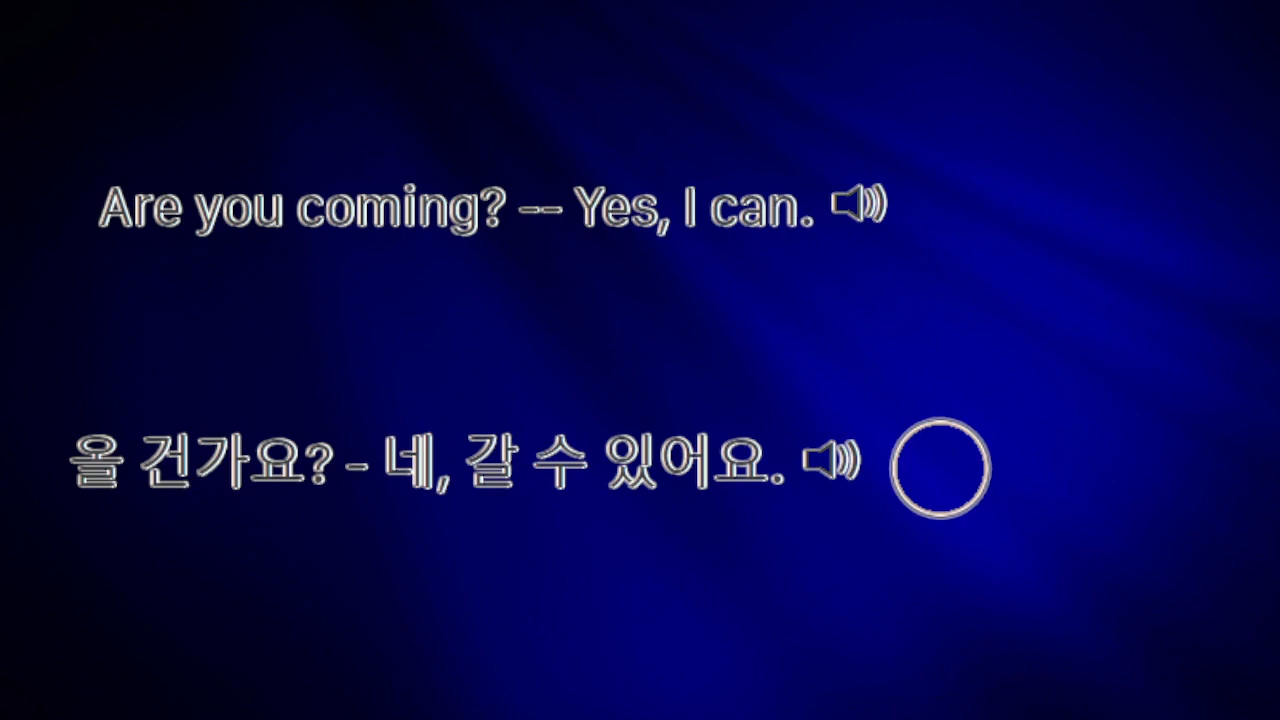 Are you coming? -- Yes, I can.
올 건가요? - 네, 갈 수 있어요.